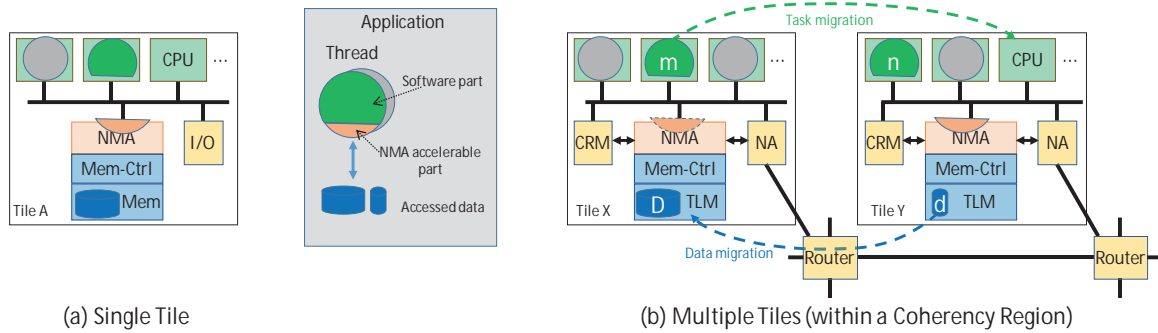 CPU
...
NMA
I/O
Mem-Ctrl
Mem
Tile A
(a) Single Tile
Application
Thread
Software part
NMA accelerable
part
Accessed data
Task migration
m
...
CRM
NMA
NA
Mem-Ctrl
D
TLM
Tile X
n
CPU
...
CRM
NMA
NA
Mem-Ctrl
d
TLM
Tile Y
Data migration
Router
Router
(b) Multiple Tiles (within a Coherency Region)